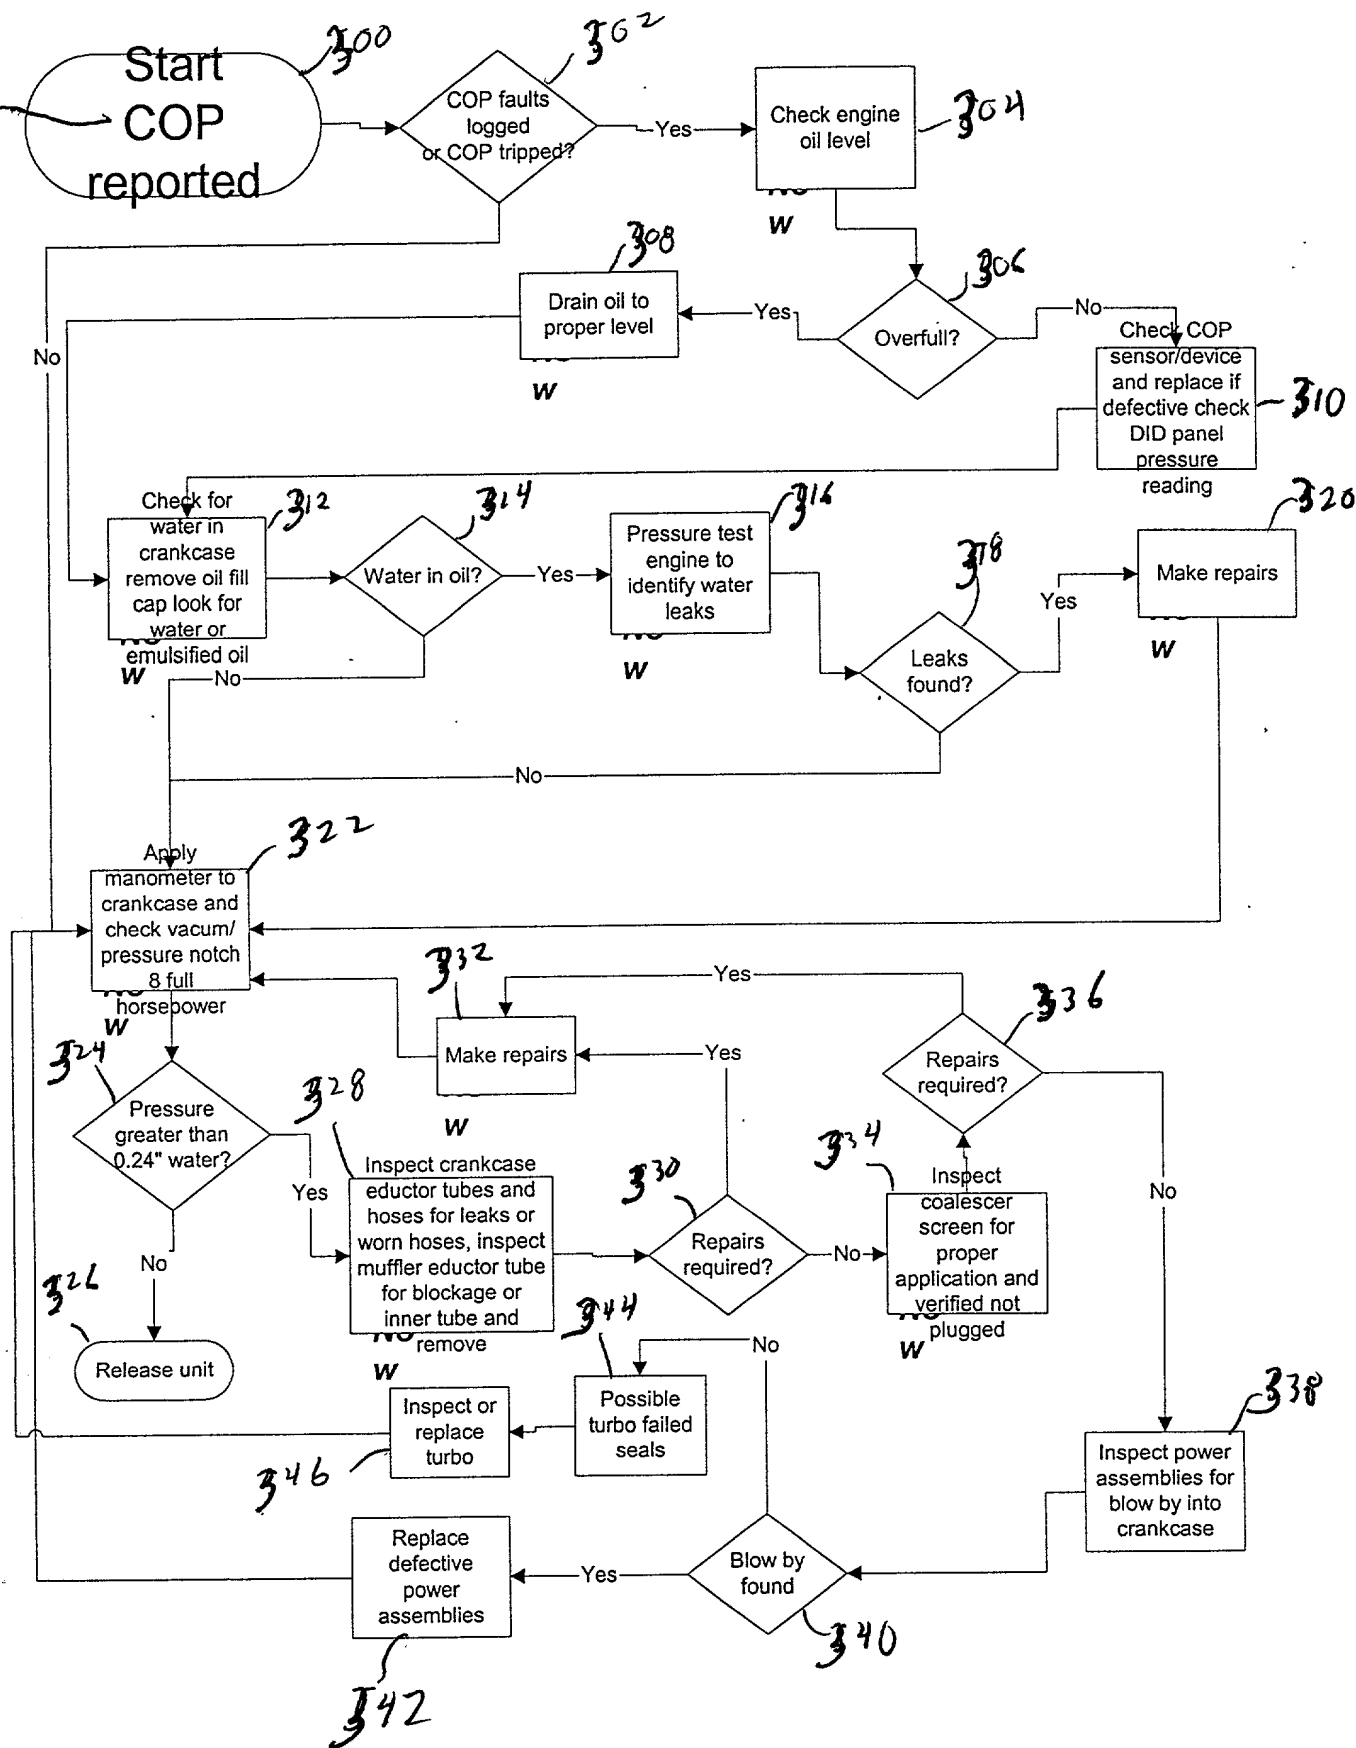 Start
COP
reported
300
COP faults
logged
or COP tripped?
302
Yes
Check engine
oil level
304
W
No
Drain oil to
proper level
308
W
Yes
Overfull?
306
No
Check COP
sensor/device
and replace if
defective check
DID panel
pressure
reading
310
Check for
water in
crankcase
remove oil fill
cap look for
water or
emulsified oil
312
W
Water in oil?
314
Yes
No
Pressure test
engine to
identify water
leaks
316
W
Leaks
found?
318
Yes
No
Make repairs
320
W
Apply
manometer to
crankcase and
check vacum/
pressure notch
8 full
horsepower
322
W
Pressure
greater than
0.24" water?
324
Yes
No
Release unit
326
Inspect crankcase
eductor tubes and
hoses for leaks or
worn hoses, inspect
muffler eductor tube
for blockage or
inner tube and
remove
328
W
Make repairs
332
W
Yes
Yes
Repairs
required?
330
No
Inspect
coalescer
screen for
proper
application and
verified not
plugged
334
W
Repairs
required?
336
No
Inspect power
assemblies for
blow by into
crankcase
338
Blow by
found
340
No
Yes
Possible
turbo failed
seals
344
Inspect or
replace
turbo
346
Replace
defective
power
assemblies
342